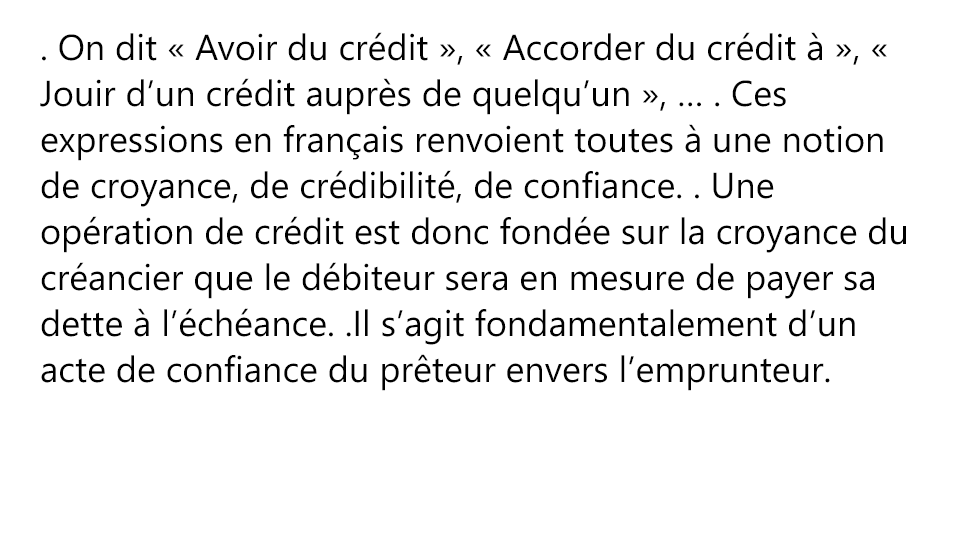 . On dit « Avoir du crédit », « Accorder du crédit à », «
Jouir d’un crédit auprès de quelqu’un », … . Ces
expressions en français renvoient toutes à une notion
de croyance, de crédibilité, de confiance. . Une
opération de crédit est donc fondée sur la croyance du
créancier que le débiteur sera en mesure de payer sa
dette à l’échéance. .Il s’agit fondamentalement d’un
acte de confiance du prêteur envers l’emprunteur.